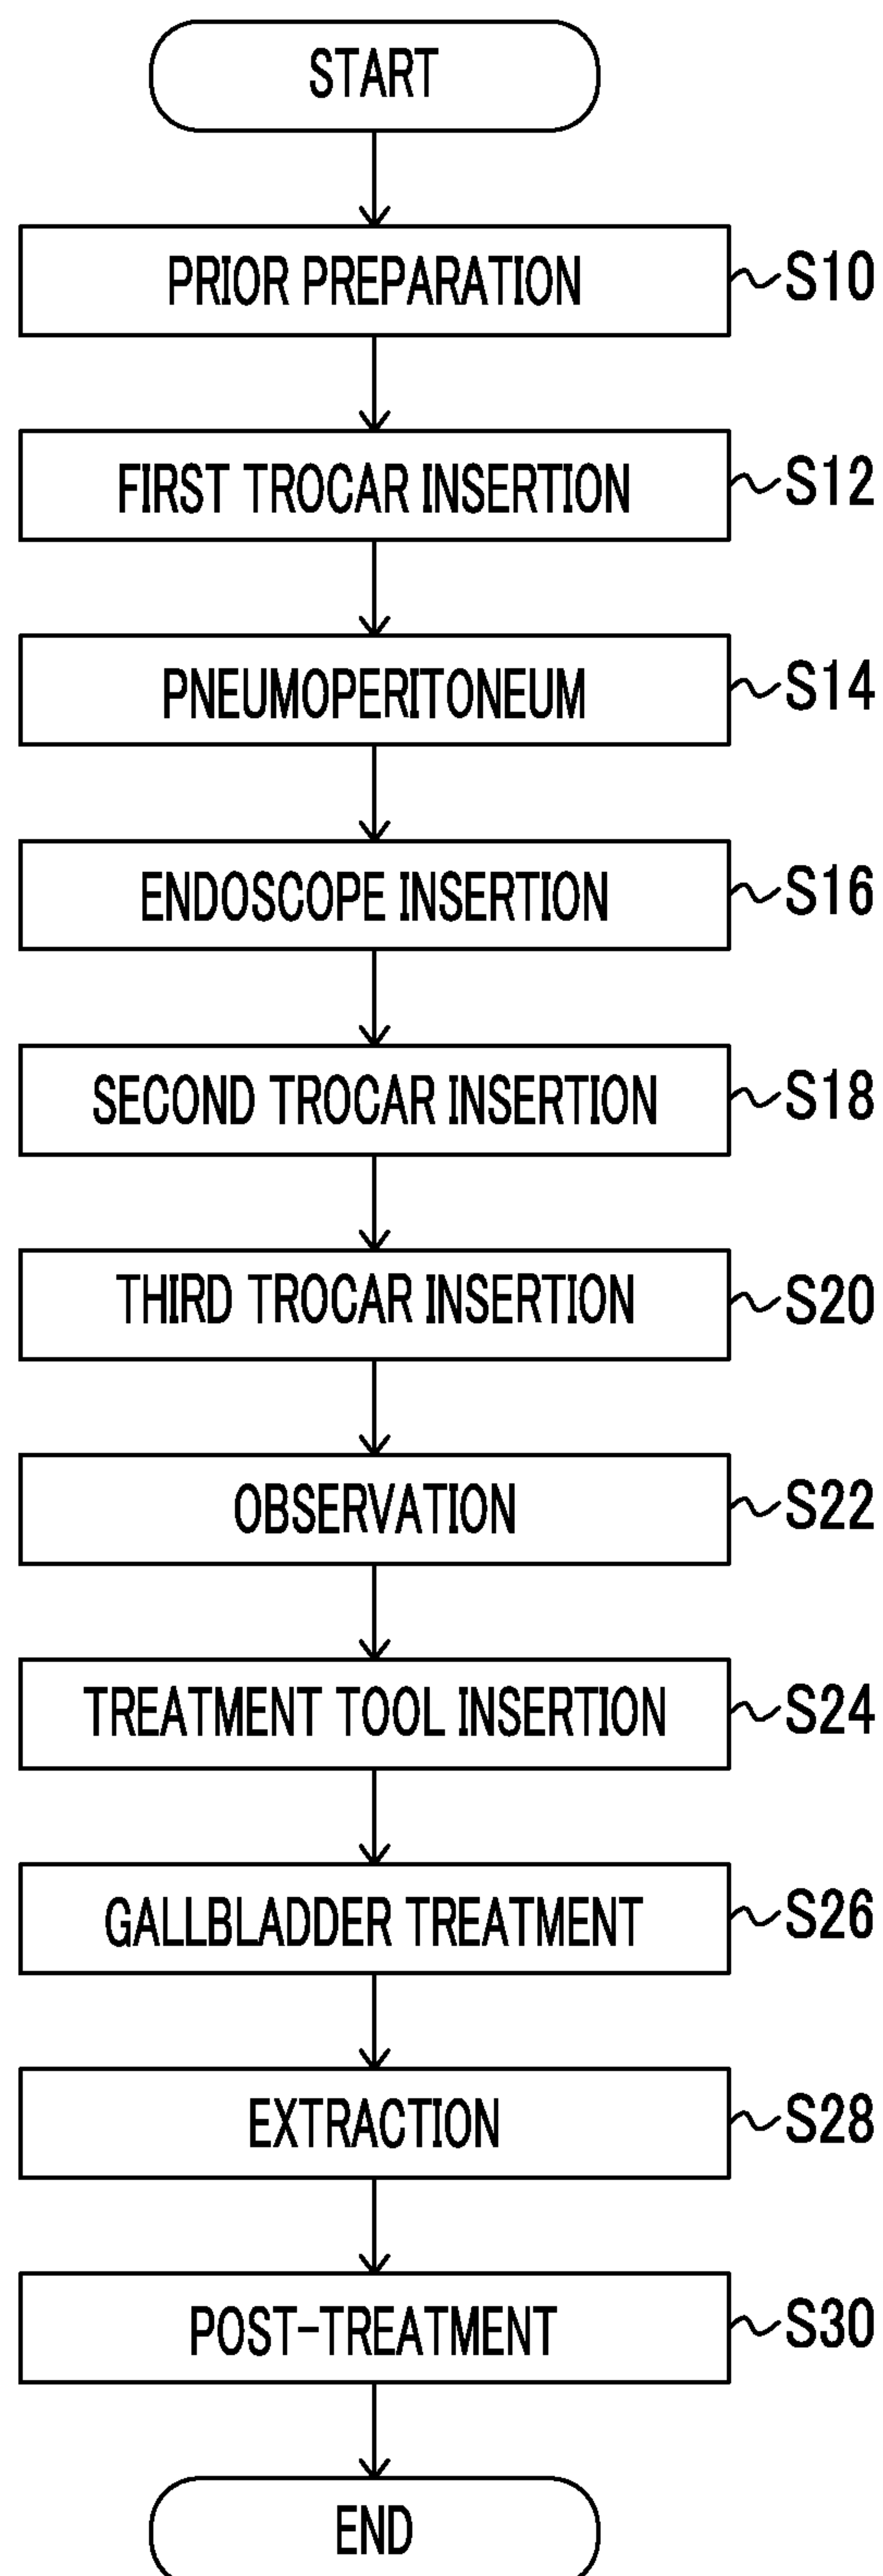 START
PRIOR PREPARATION S10
FIRST TROCAR INSERTION S12
PNEUMOPERITONEUM S14
ENDOSCOPE INSERTION S16
SECOND TROCAR INSERTION S18
THIRD TROCAR INSERTION S20
OBSERVATION S22
TREATMENT TOOL INSERTION S24
GALLBLADDER TREATMENT S26
EXTRACTION S28
POST-TREATMENT S30
END